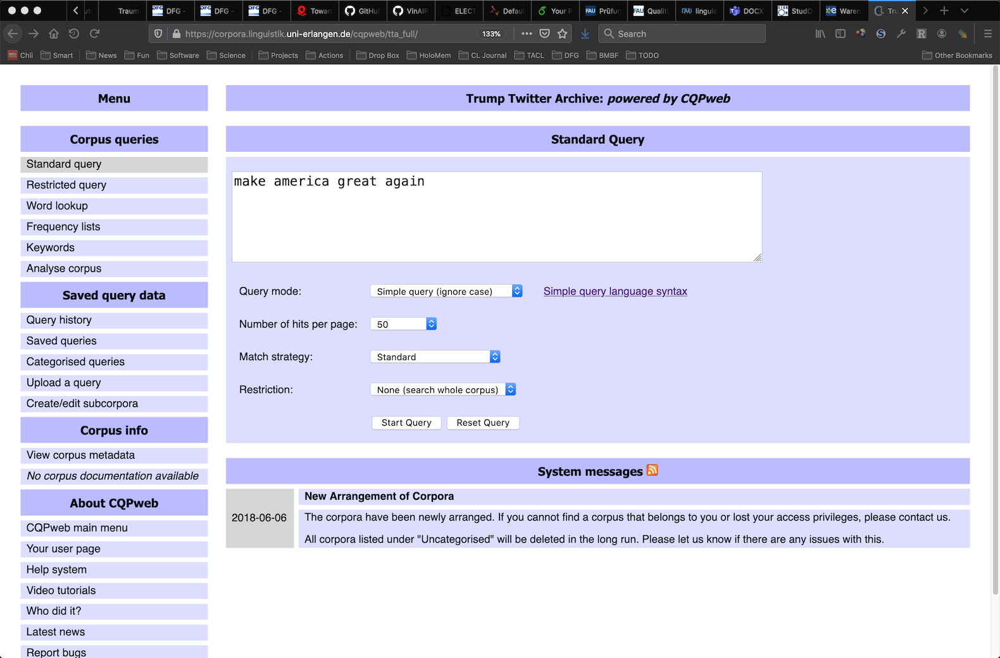 Traum
DFG -
DFG -
DFG -
Towar
GitHu
VinAI
ELECT
Defau
Your P
FAU Prüfu
FAU Qualit
FAU linguis
DOCX
StudO
Waren
Tru
https://corpora.linguistik.uni-erlangen.de/cqpweb/tta_full/
133%
Search
Chii
Smart
News
Fun
Software
Science
Projects
Actions
Drop Box
HoloMem
CL Journal
TACL
DFG
BMBF
TODO
Other Bookmarks
Menu
Corpus queries
Standard query
Restricted query
Word lookup
Frequency lists
Keywords
Analyse corpus
Saved query data
Query history
Saved queries
Categorised queries
Upload a query
Create/edit subcorpora
Corpus info
View corpus metadata
No corpus documentation available
About CQPweb
CQPweb main menu
Your user page
Help system
Video tutorials
Who did it?
Latest news
Report bugs
Trump Twitter Archive: powered by CQPweb
Standard Query
make america great again
Query mode:
Simple query (ignore case)
Simple query language syntax
Number of hits per page:
50
Match strategy:
Standard
Restriction:
None (search whole corpus)
Start Query
Reset Query
System messages
2018-06-06
New Arrangement of Corpora
The corpora have been newly arranged. If you cannot find a corpus that belongs to you or lost your access privileges, please contact us.
All corpora listed under "Uncategorised" will be deleted in the long run. Please let us know if there are any issues with this.